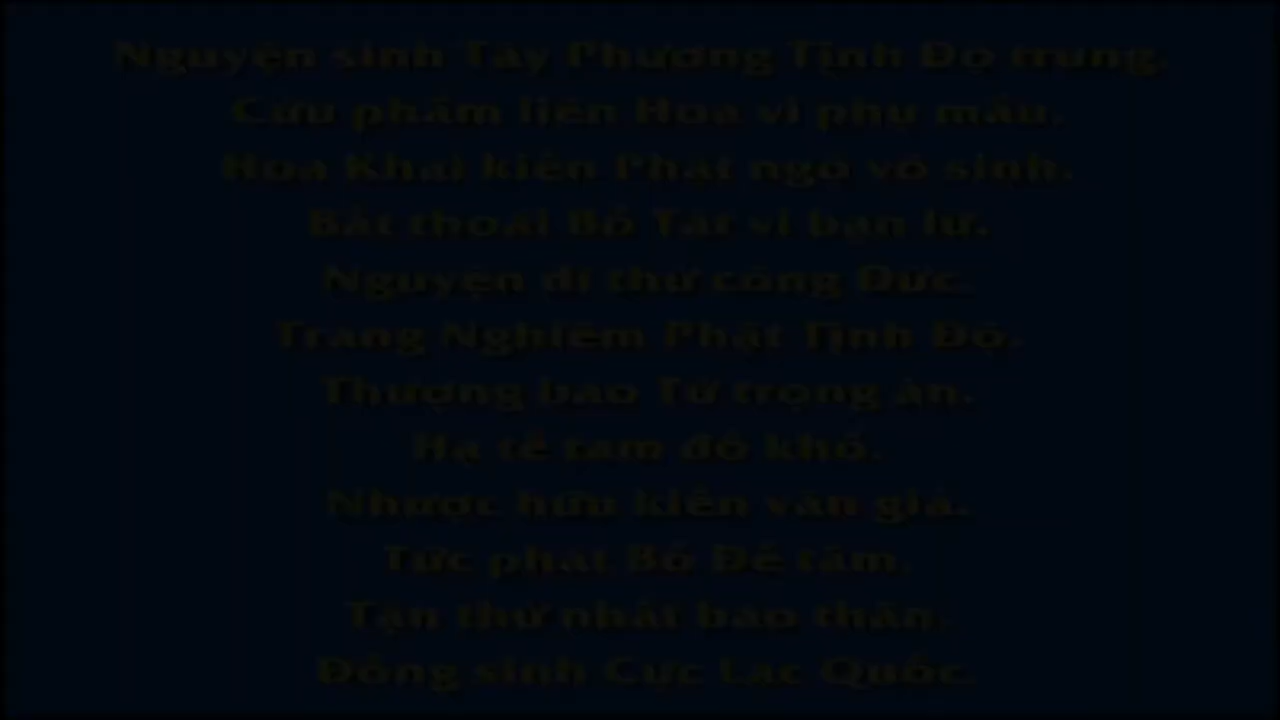 Nguyện sinh Tây Phương Tịnh Độ trung.
Cửu phẩm liên Hoa vi phụ mẫu.
Hoa Khai kiến Phật ngộ vô sinh.
Bất thoái Bồ Tát vi bạn lữ.
Nguyện dĩ thử công Đức.
Trang Nghiêm Phật Tịnh Độ.
Thượng báo Tứ trọng ân.
Hạ tế tam đồ khổ.
Nhược hữu kiến văn giả.
Tức phát Bồ Đề tâm.
Tận thử nhất báo thân.
Đồng sinh Cực Lạc Quốc.